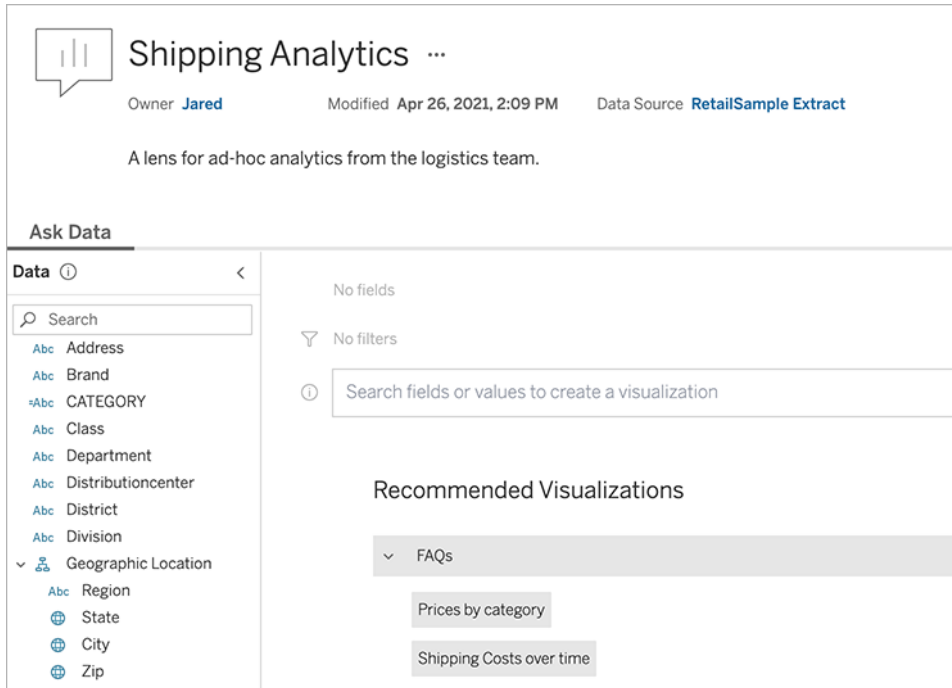 Shipping Analytics ...
Owner Jared Modified Apr 26, 2021, 2:09 PM Data Source RetailSample Extract
A lens for ad-hoc analytics from the logistics team.
Ask Data
Data
Search
Abc Address
Abc Brand
=Abc CATEGORY
Abc Class
Abc Department
Abc Distributioncenter
Abc District
Abc Division
Geographic Location
Abc Region
State
City
Zip
No fields
No filters
Search fields or values to create a visualization
Recommended Visualizations
FAQs
Prices by category
Shipping Costs over time